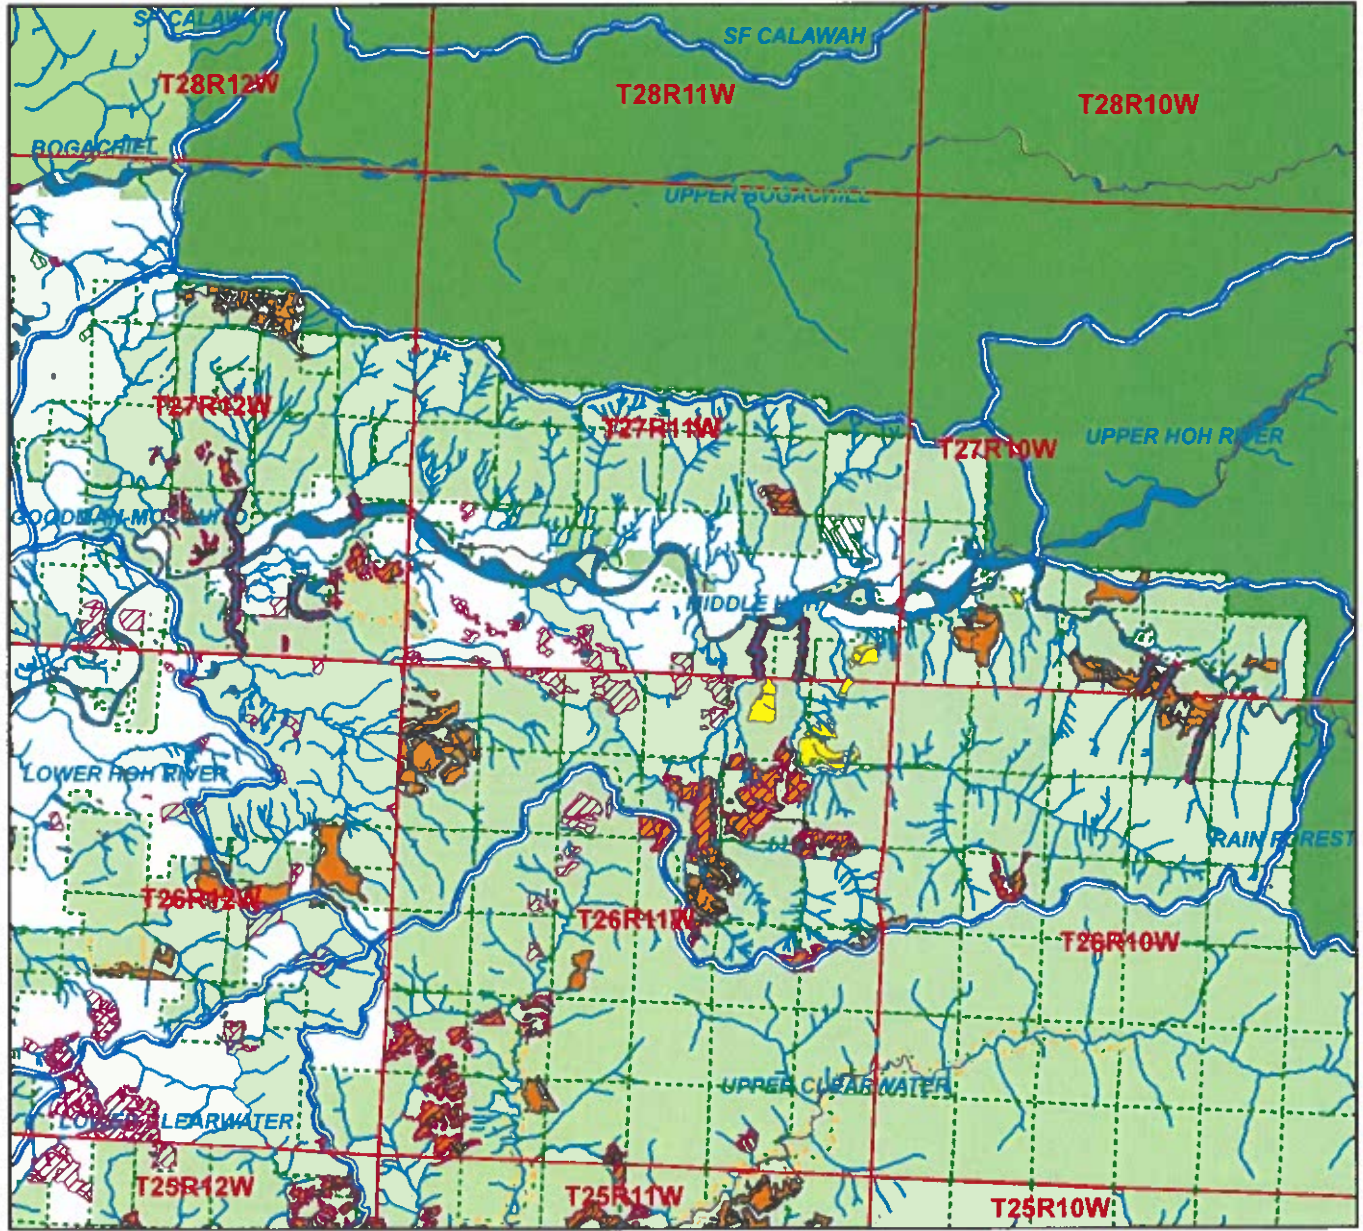 SF CALAWAH
SF CALAWAH
T28R12W
T28R11W
T28R10W
BOGACHIEL
UPPER BOGACHIEL
T27R12W
T27R11W
T27R10W
UPPER HOH RIVER
GOODMAN MOSQUITO
MIDDLE HOH
LOWER HOH RIVER
RAIN FOREST
T26R12W
T26R11W
T26R10W
UPPER CLEARWATER
LOWER CLEARWATER
T25R12W
T25R11W
T25R10W